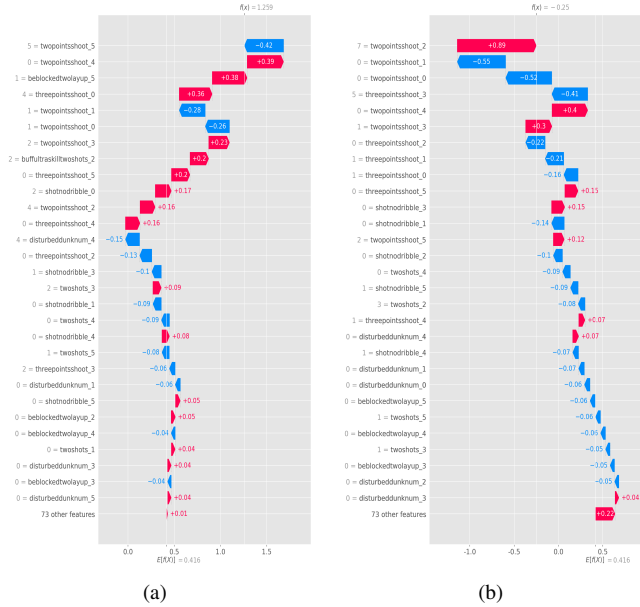 f(x) = 1.259
5 = twopointsshoot_5
−0.42
0 = twopointsshoot_4
+0.39
1 = beblockedtwolayup_5
+0.38
4 = threepointsshoot_0
+0.36
1 = twopointsshoot_1
−0.28
1 = twopointsshoot_0
−0.26
2 = twopointsshoot_3
+0.23
2 = buffultraskilltwoshots_2
+0.2
0 = threepointsshoot_5
+0.2
2 = shotnodribble_0
+0.17
4 = twopointsshoot_2
+0.16
0 = threepointsshoot_4
+0.16
4 = disturbeddunknum_4
−0.15
0 = threepointsshoot_2
−0.13
1 = shotnodribble_3
−0.1
2 = twoshots_3
+0.09
0 = shotnodribble_1
−0.09
0 = twoshots_4
−0.09
0 = shotnodribble_4
+0.08
1 = twoshots_5
−0.08
2 = threepointsshoot_3
−0.06
0 = disturbeddunknum_1
−0.06
0 = shotnodribble_5
+0.05
0 = beblockedtwolayup_2
+0.05
0 = beblockedtwolayup_4
−0.04
0 = twoshots_1
+0.04
0 = disturbeddunknum_3
+0.04
0 = beblockedtwolayup_3
−0.04
0 = disturbeddunknum_5
+0.04
73 other features
+0.01
0.0 0.5 1.0 1.5
E[f(X)] = 0.416
(a)
f(x) = −0.25
7 = twopointsshoot_2
+0.89
0 = twopointsshoot_1
−0.55
0 = twopointsshoot_0
−0.52
5 = threepointsshoot_3
−0.41
0 = twopointsshoot_4
+0.4
1 = twopointsshoot_3
+0.3
0 = threepointsshoot_2
−0.22
1 = threepointsshoot_1
−0.21
1 = threepointsshoot_0
−0.16
0 = threepointsshoot_5
+0.15
0 = shotnodribble_3
+0.15
0 = shotnodribble_1
−0.14
2 = twopointsshoot_5
+0.12
0 = shotnodribble_2
−0.1
0 = twoshots_4
−0.09
1 = shotnodribble_5
−0.09
3 = twoshots_2
−0.08
1 = threepointsshoot_4
+0.07
0 = disturbeddunknum_4
+0.07
1 = shotnodribble_4
−0.07
0 = disturbeddunknum_1
−0.07
0 = disturbeddunknum_0
−0.06
0 = beblockedtwolayup_5
−0.06
1 = twoshots_5
−0.06
0 = beblockedtwolayup_4
−0.06
1 = twoshots_3
−0.05
0 = beblockedtwolayup_3
−0.05
0 = disturbeddunknum_2
−0.05
0 = disturbeddunknum_3
+0.04
73 other features
+0.22
-1.0 -0.5 0.0 0.5
E[f(X)] = 0.416
(b)